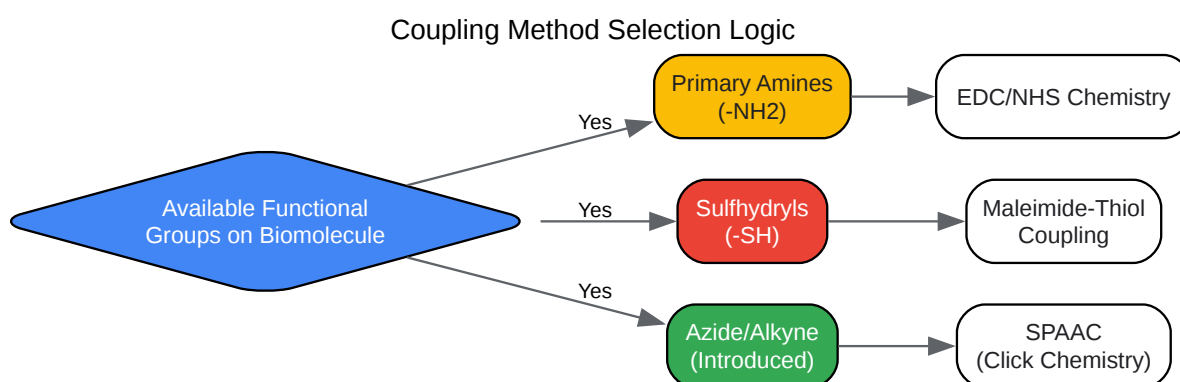 Coupling Method Selection Logic
Primary Amines
(-NH2)
EDC/NHS Chemistry
Yes
Available Functional
Groups on Biomolecule
Yes
Sulfhydryls
(-SH)
Maleimide-Thiol
Coupling
Yes
Azide/Alkyne
(Introduced)
SPAAC
(Click Chemistry)